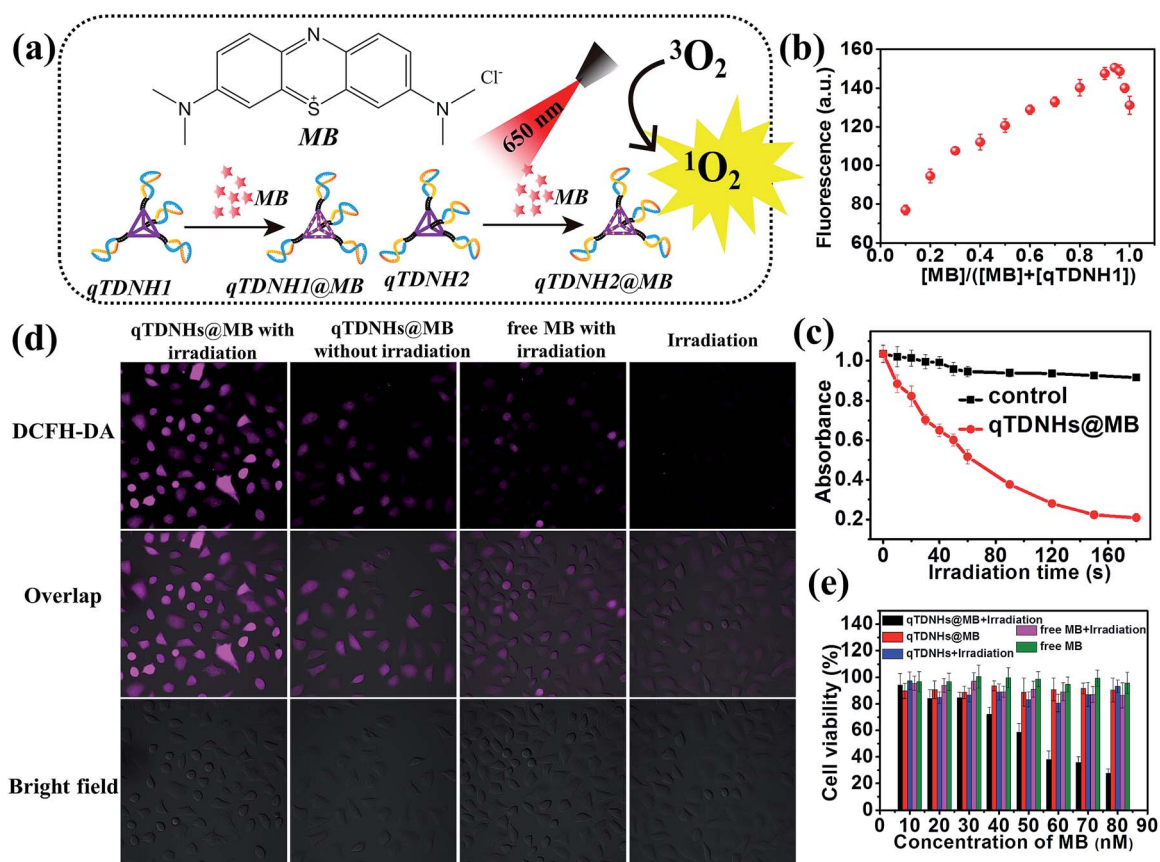 (a)
N
N
N
S+
Cl-
MB
650 nm
3O2
1O2
MB
MB
qTDNH1
qTDNH1@MB
qTDNH2
qTDNH2@MB
(b)
Fluorescence (a.u.)
160
140
120
100
80
60
0.0 0.2 0.4 0.6 0.8 1.0
[MB]/([MB]+[qTDNH1])
(c)
Absorbance
1.0
0.8
0.6
0.4
0.2
control
qTDNHs@MB
0 40 80 120 160
Irradiation time (s)
(d)
qTDNHs@MB with
irradiation
qTDNHs@MB
without irradiation
free MB with
irradiation
Irradiation
DCFH-DA
Overlap
Bright field
(e)
Cell viability (%)
140
120
100
80
60
40
20
0
qTDNHs@MB+Irradiation
qTDNHs@MB
qTDNHs+Irradiation
free MB+Irradiation
free MB
0 10 20 30 40 50 60 70 80 90
Concentration of MB (nM)